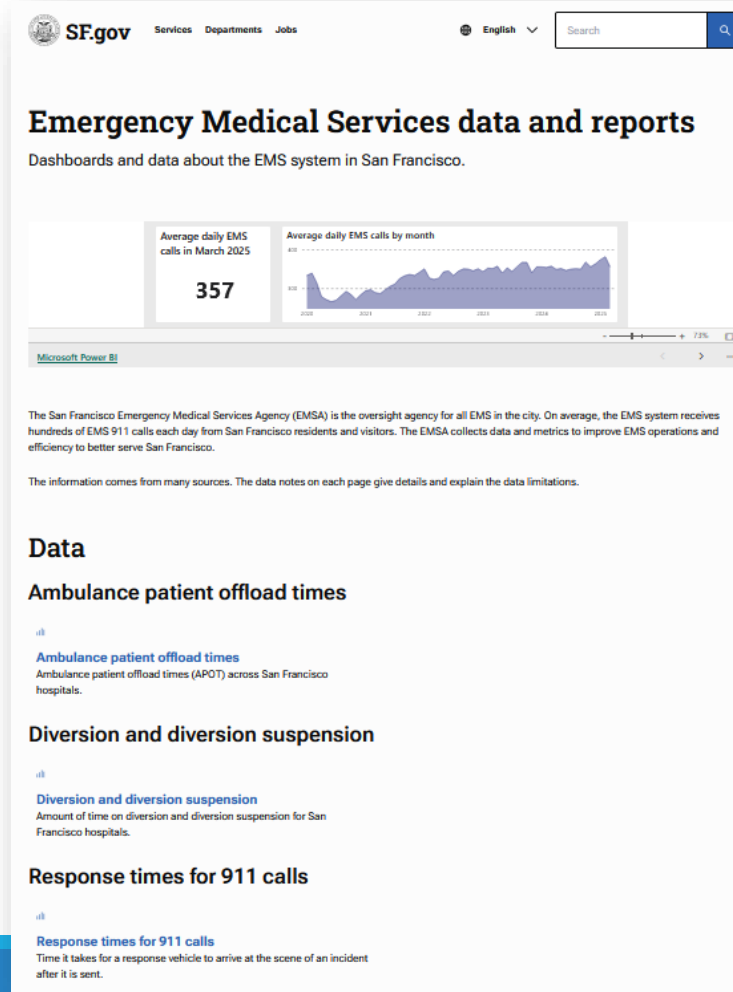 SF.gov
Services Departments Jobs
English
Search
Emergency Medical Services data and reports
Dashboards and data about the EMS system in San Francisco.
Average daily EMS
calls in March 2025
357
Average daily EMS calls by month
400
300
2020 2021 2022 2023 2024 2025
- + 73%
Microsoft Power BI
The San Francisco Emergency Medical Services Agency (EMSA) is the oversight agency for all EMS in the city. On average, the EMS system receives
hundreds of EMS 911 calls each day from San Francisco residents and visitors. The EMSA collects data and metrics to improve EMS operations and
efficiency to better serve San Francisco.
The information comes from many sources. The data notes on each page give details and explain the data limitations.
Data
Ambulance patient offload times
Ambulance patient offload times
Ambulance patient offload times (APOT) across San Francisco
hospitals.
Diversion and diversion suspension
Diversion and diversion suspension
Amount of time on diversion and diversion suspension for San
Francisco hospitals.
Response times for 911 calls
Response times for 911 calls
Time it takes for a response vehicle to arrive at the scene of an incident
after it is sent.